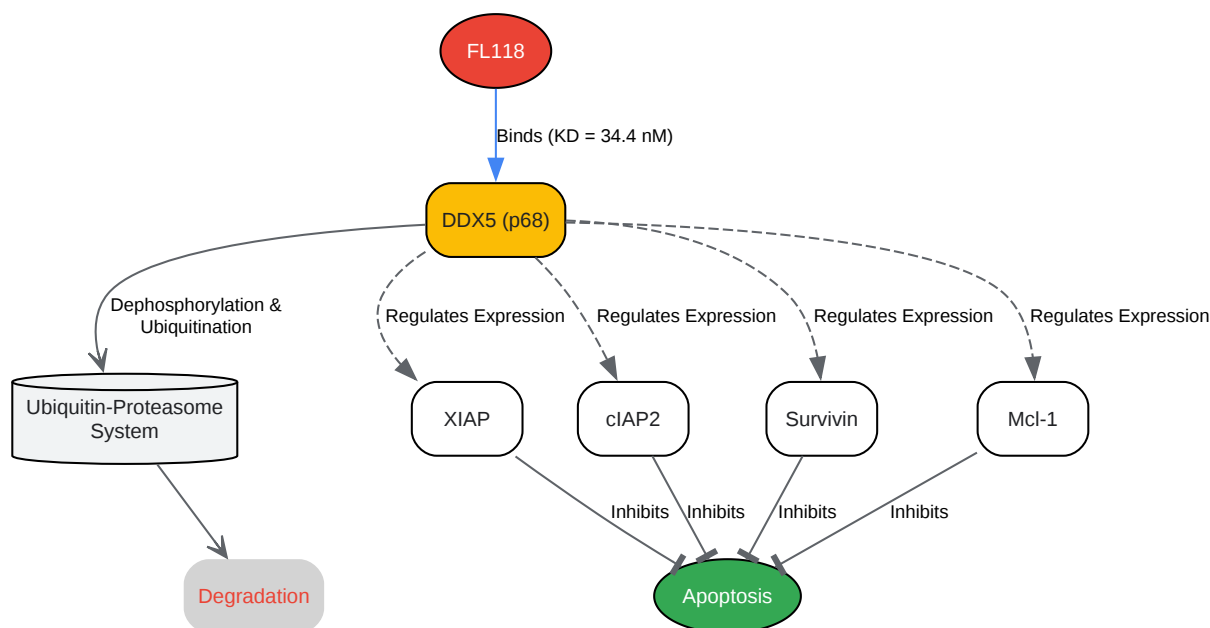 FL118
Binds (KD = 34.4 nM)
DDX5 (p68)
Dephosphorylation &
Ubiquitination
Regulates Expression
Regulates Expression
Regulates Expression
Regulates Expression
Ubiquitin-Proteasome
System
XIAP
cIAP2
Survivin
Mcl-1
Inhibits
Inhibits
Inhibits
Inhibits
Degradation
Apoptosis